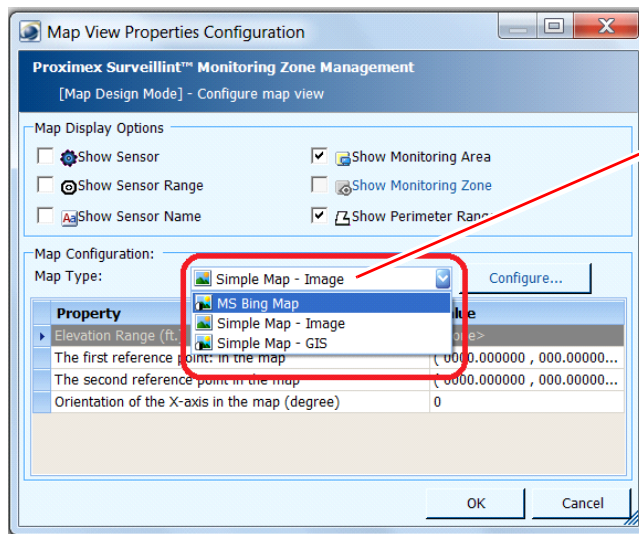 Map View Properties Configuration
Proximex Surveillint™ Monitoring Zone Management
[Map Design Mode] - Configure map view
Map Display Options
Show Sensor
Show Monitoring Area
Show Sensor Range
Show Monitoring Zone
Aa Show Sensor Name
Show Perimeter Range
Map Configuration:
Map Type:
Simple Map - Image
Configure...
MS Bing Map
Simple Map - Image
Simple Map - GIS
Property
Elevation Range (ft.)
The first reference point: in the map
( 0000.000000 , 000.00000...
The second reference point in the map
( 0000.000000 , 000.00000...
Orientation of the X-axis in the map (degree)
0
OK
Cancel